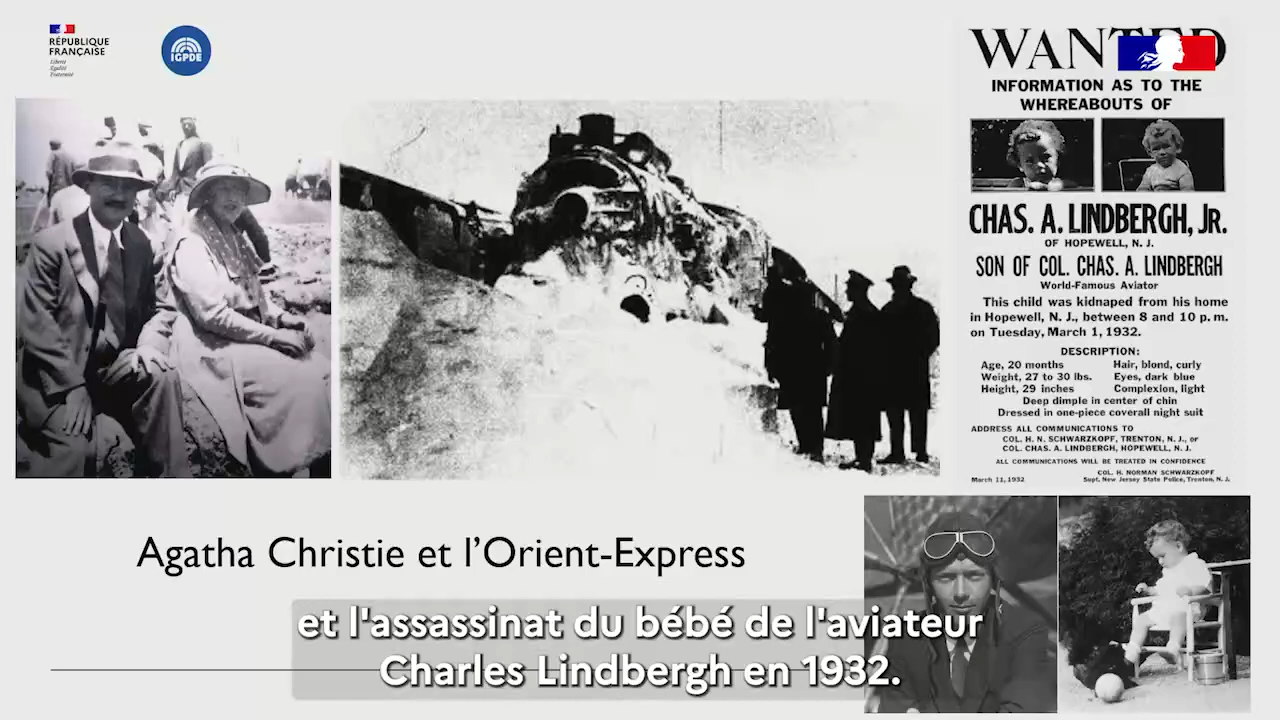 RÉPUBLIQUE
FRANÇAISE
Liberté
Égalité
Fraternité
IGPDE
WANTED
INFORMATION AS TO THE
WHEREABOUTS OF
CHAS. A. LINDBERGH, JR.
OF HOPEWELL, N. J.
SON OF COL. CHAS. A. LINDBERGH
World-Famous Aviator
This child was kidnaped from his home
in Hopewell, N. J., between 8 and 10 p. m.
on Tuesday, March 1, 1932.
DESCRIPTION:
Age, 20 months Hair, blond, curly
Weight, 27 to 30 lbs. Eyes, dark blue
Height, 29 inches Complexion, light
Deep dimple in center of chin
Dressed in one-piece coverall night suit
ADDRESS ALL COMMUNICATIONS TO
COL. H. N. SCHWARZKOPF, TRENTON, N. J., or
COL. CHAS. A. LINDBERGH, HOPEWELL, N. J.
ALL COMMUNICATIONS WILL BE TREATED IN CONFIDENCE
COL. H. NORMAN SCHWARZKOPF
March 11, 1932 Supt. New Jersey State Police, Trenton, N. J.
Agatha Christie et l’Orient-Express
et l'assassinat du bébé de l'aviateur
Charles Lindbergh en 1932.